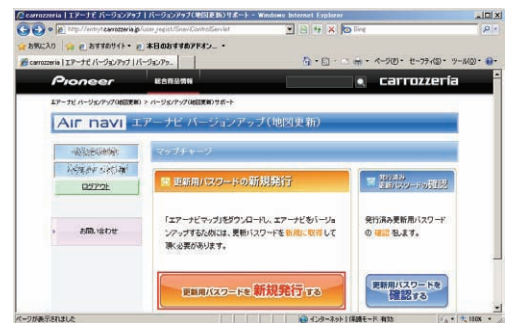 carrozzeria | エアーナビ バージョンアップ | バージョンアップ(地図更新)サポート - Windows Internet Explorer
Bing
お気に入り
おすすめサイト
本日のおすすめアドオン...
carrozzeria | エアーナビ バージョンアップ | バー
ページ(P)
セーフティ(S)
ツール(O)
Pioneer
総合商品情報
carrozzeria
エアーナビ バージョンアップ(地図更新) > バージョンアップ(地図更新)サポート
Air navi エアーナビ バージョンアップ(地図更新)
マップチャージ
ログアウト
お問い合わせ
更新用パスワードの新規発行
「エアーナビマップ」をダウンロードし、エアーナビをバージョ
ンアップするためには、更新パスワードを新規に取得して
頂く必要があります。
更新用パスワードを新規発行する
発行済み
更新用パスワードの確認
発行済み更新用パスワード
の 確認 をします。
更新用パスワードを
確認する
ページが表示されました
インターネット | 保護モード: 有効
100%